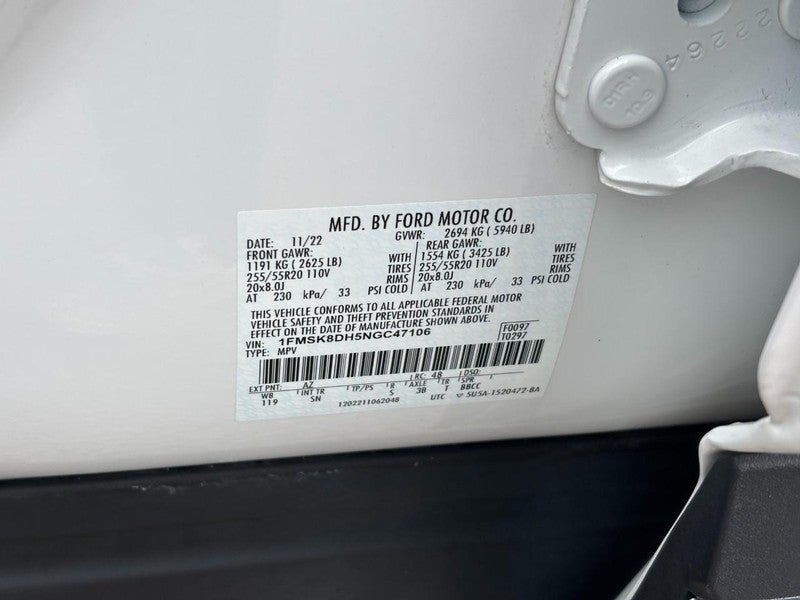 22264
MFD. BY FORD MOTOR CO.
DATE: 11/22 GVWR: 2694 KG ( 5940 LB)
FRONT GAWR: REAR GAWR:
1191 KG ( 2625 LB) WITH 1554 KG ( 3425 LB) WITH
255/55R20 110V TIRES 255/55R20 110V TIRES
20x8.0J RIMS 20x8.0J RIMS
AT 230 kPa/ 33 PSI COLD AT 230 kPa/ 33 PSI COLD
THIS VEHICLE CONFORMS TO ALL APPLICABLE FEDERAL MOTOR
VEHICLE SAFETY AND THEFT PREVENTION STANDARDS IN
EFFECT ON THE DATE OF MANUFACTURE SHOWN ABOVE.
VIN: 1FMSK8DH5NGC47106 F0097
TYPE: MPV T0297
EXT PNT: AZ RC: 48 DSO:
WB INT TR TP/PS R AXLE TR SPR
119 SN S 3B T BBCC
1202211062048 UTC 5U5A-1520472-BA